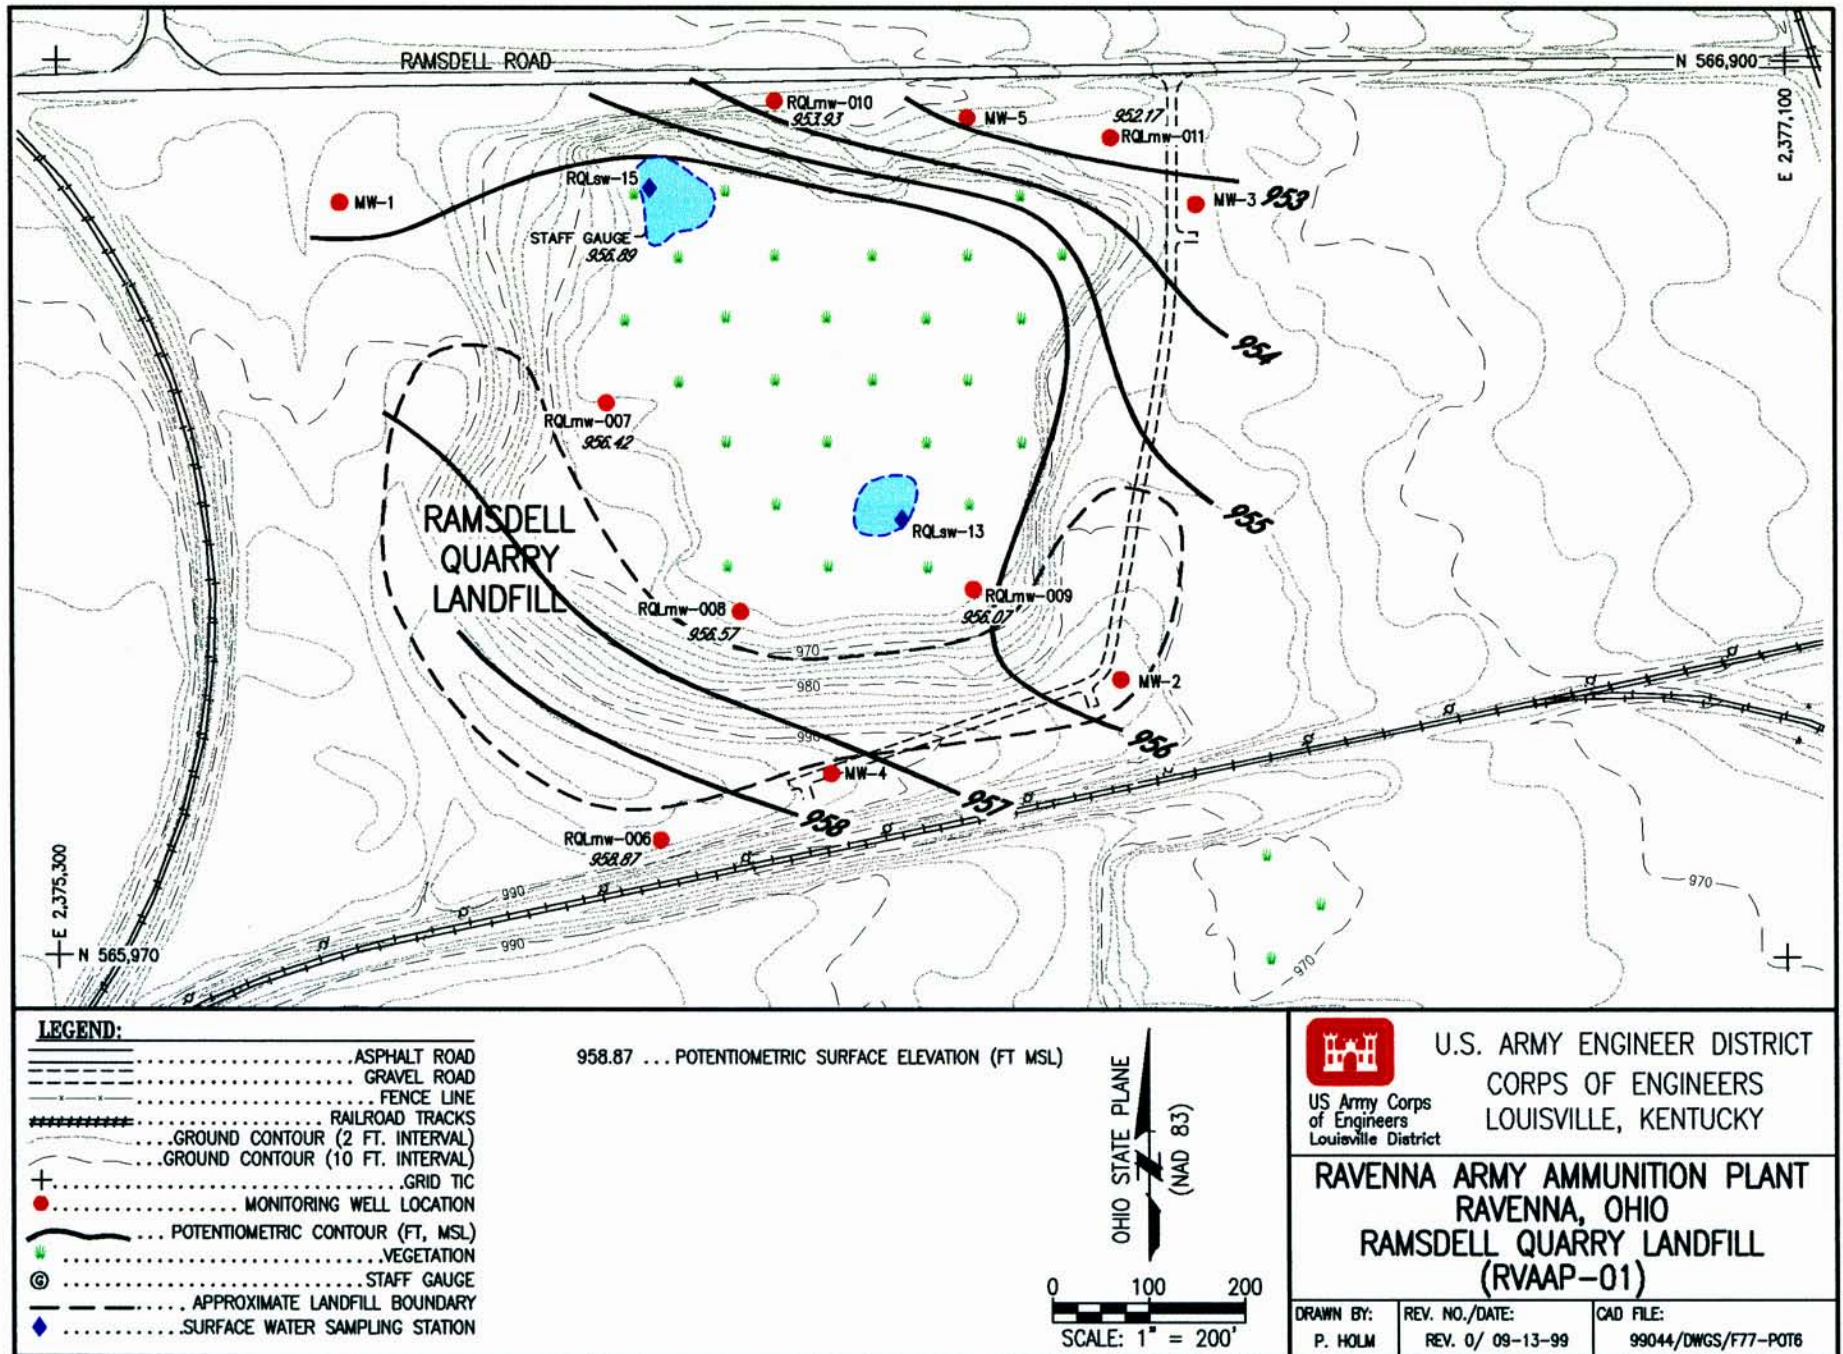 RAMSDELL ROAD
N 566,900
E 2,377,100
RQLmw-010
953.93
MW-5
952.17
RQLmw-011
RQLsw-15
MW-1
MW-3
953
STAFF GAUGE
956.89
954
RQLmw-007
956.42
RAMSDELL
QUARRY
LANDFILL
RQLsw-13
955
RQLmw-008
956.57
RQLmw-009
956.07
970
980
MW-2
990
956
MW-4
957
958
RQLmw-006
958.87
E 2,375,300
N 565,970
990
990
970
970
LEGEND:
ASPHALT ROAD
GRAVEL ROAD
FENCE LINE
RAILROAD TRACKS
GROUND CONTOUR (2 FT. INTERVAL)
GROUND CONTOUR (10 FT. INTERVAL)
GRID TIC
MONITORING WELL LOCATION
POTENTIOMETRIC CONTOUR (FT, MSL)
VEGETATION
G STAFF GAUGE
APPROXIMATE LANDFILL BOUNDARY
SURFACE WATER SAMPLING STATION
958.87 ... POTENTIOMETRIC SURFACE ELEVATION (FT MSL)
OHIO STATE PLANE
(NAD 83)
0 100 200
SCALE: 1" = 200'
US Army Corps
of Engineers
Louisville District
U.S. ARMY ENGINEER DISTRICT
CORPS OF ENGINEERS
LOUISVILLE, KENTUCKY
RAVENNA ARMY AMMUNITION PLANT
RAVENNA, OHIO
RAMSDELL QUARRY LANDFILL
(RVAAP-01)
DRAWN BY:
P. HOLM
REV. NO./DATE:
REV. 0/ 09-13-99
CAD FILE:
99044/DWGS/F77-POT6